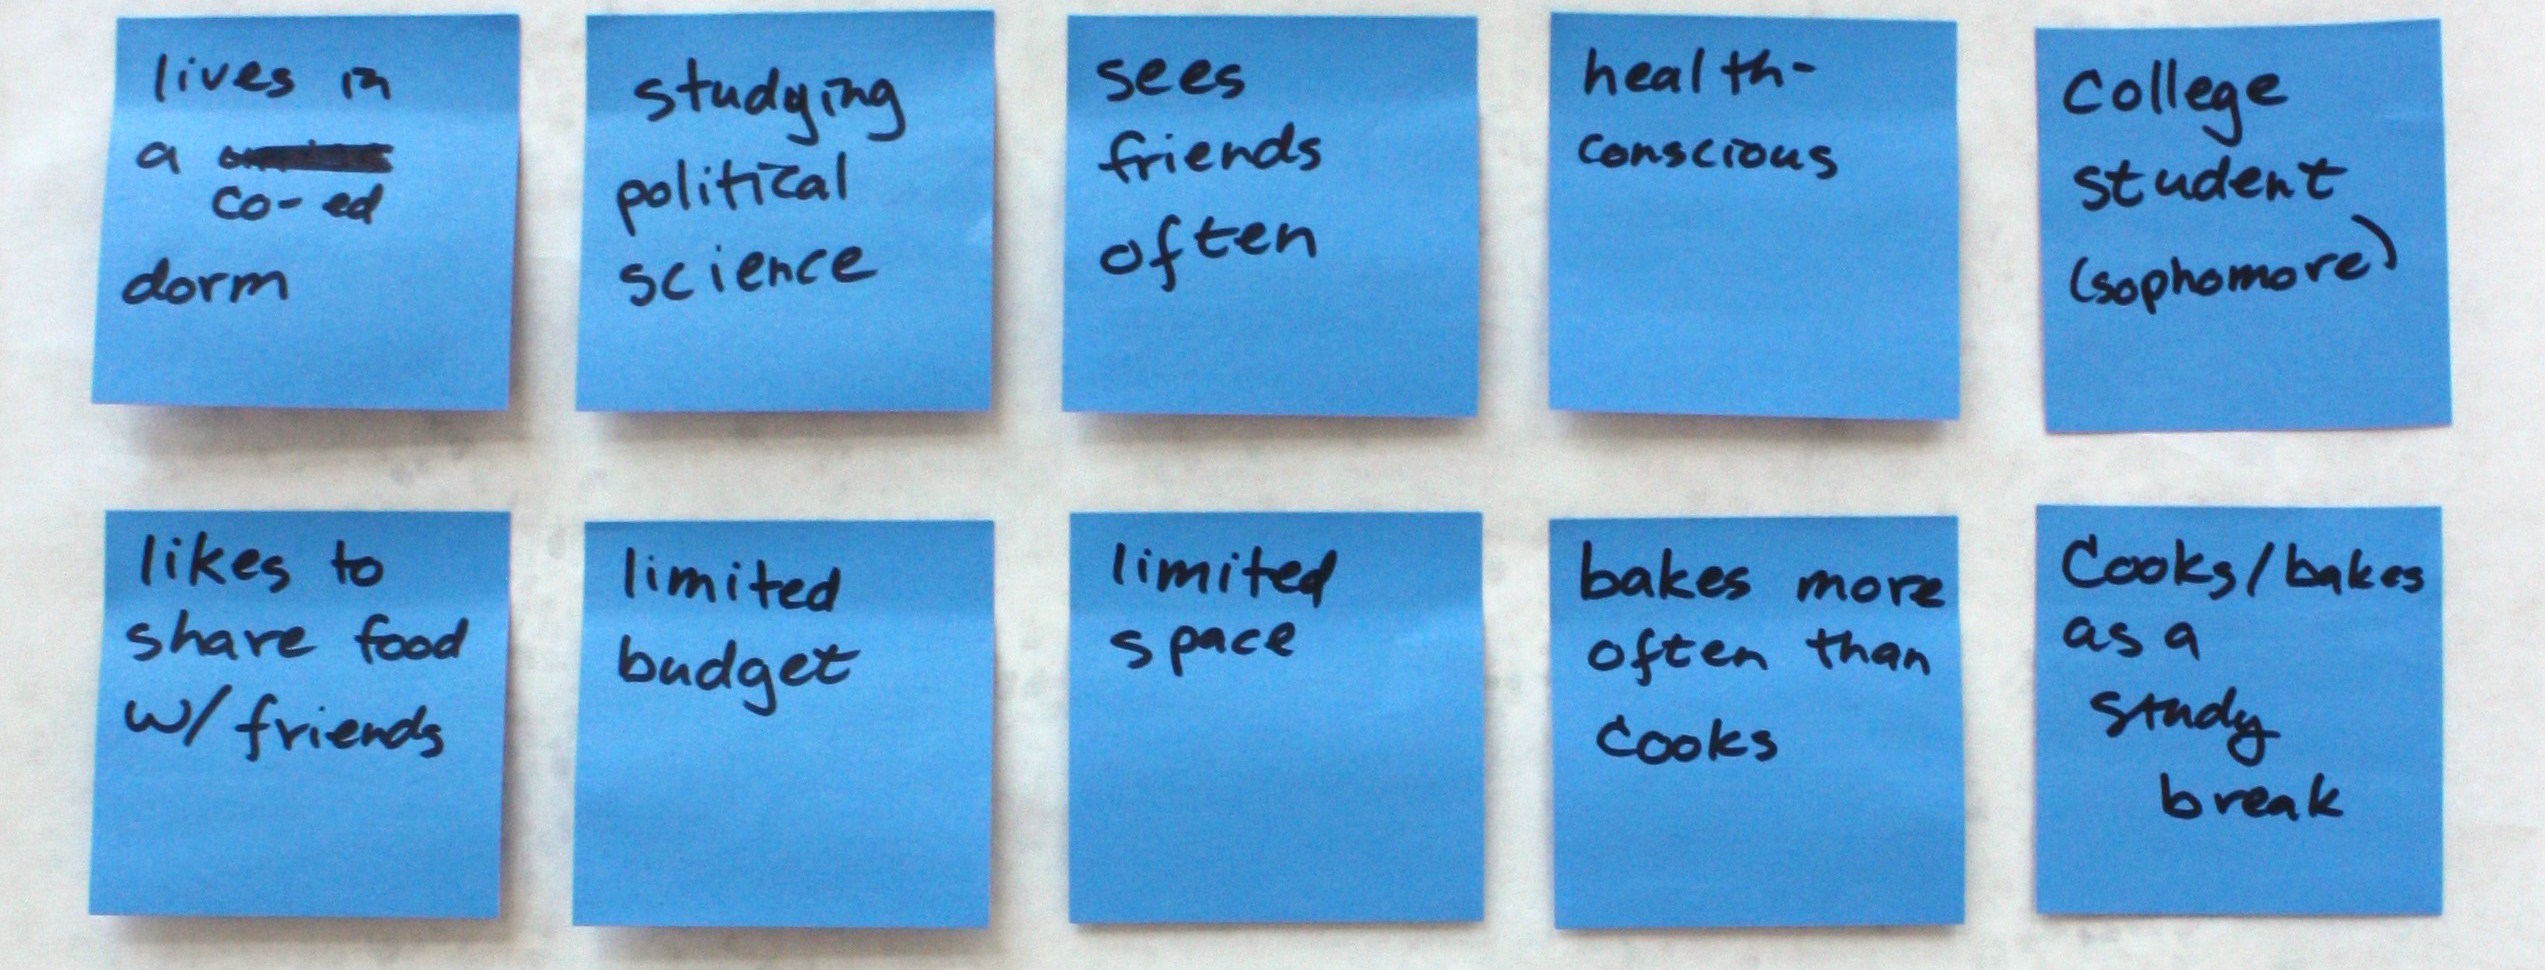 lives in
a
co-ed
dorm
studying
political
science
sees
friends
often
health-
conscious
College
student
(sophomore)
likes to
share food
w/ friends
limited
budget
limited
space
bakes more
often than
cooks
Cooks/bakes
as a
study
break